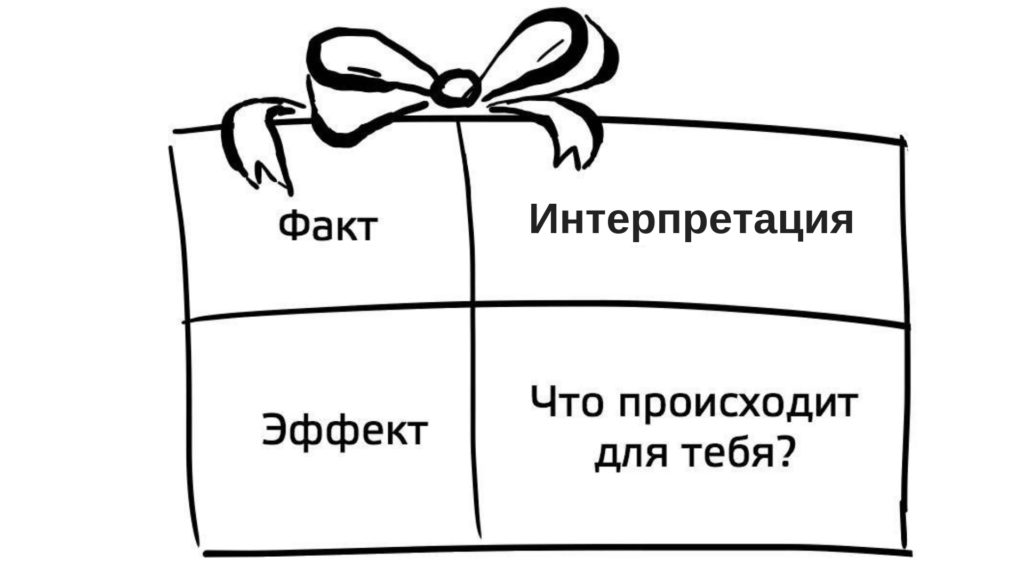 Факт
Интерпретация
Эффект
Что происходит
для тебя?